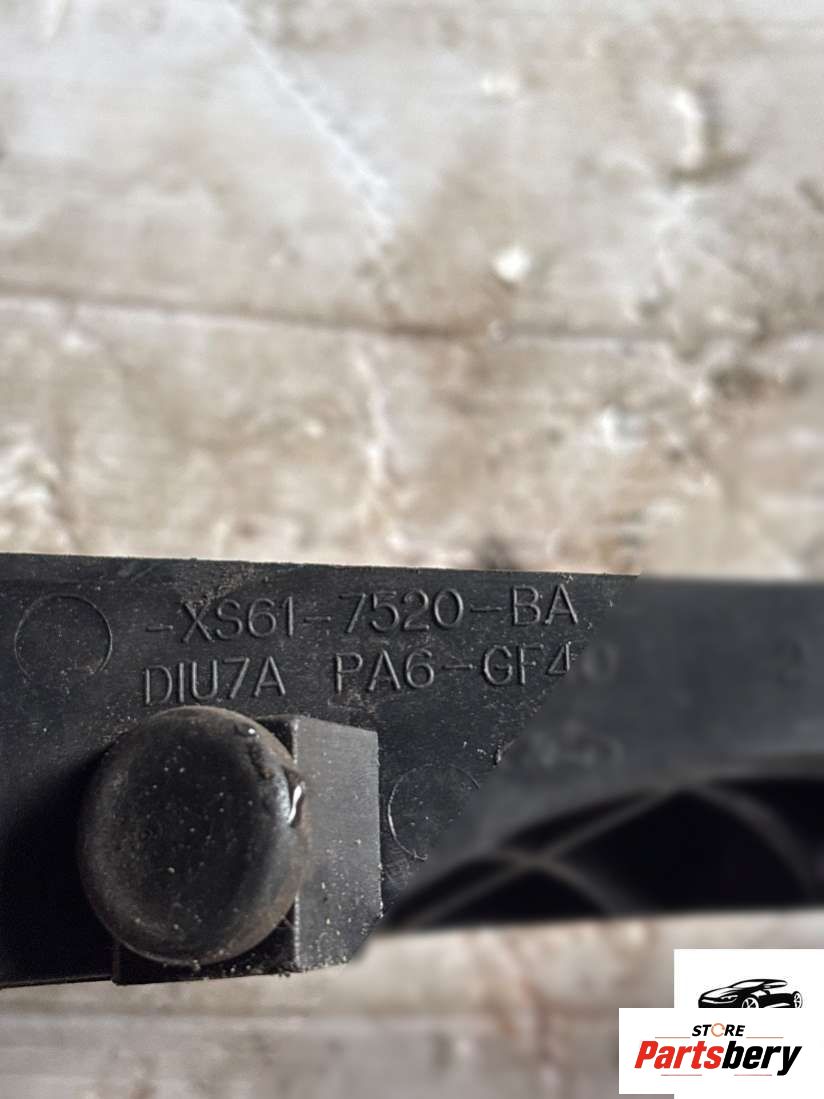 -XS61-7520-BA
DIU7A PA6-GF4
STORE
Partsbery